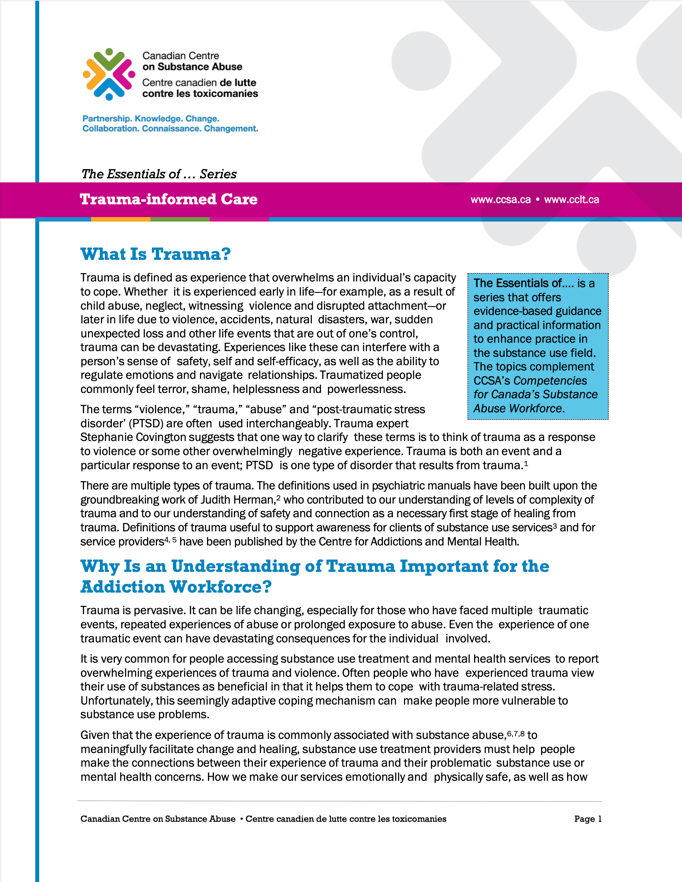 Canadian Centre
on Substance Abuse
Centre canadien de lutte
contre les toxicomanies
Partnership. Knowledge. Change.
Collaboration. Connaissance. Changement.
The Essentials of … Series
Trauma-informed Care
www.ccsa.ca • www.cclt.ca
What Is Trauma?
Trauma is defined as experience that overwhelms an individual’s capacity
to cope. Whether it is experienced early in life—for example, as a result of
child abuse, neglect, witnessing violence and disrupted attachment—or
later in life due to violence, accidents, natural disasters, war, sudden
unexpected loss and other life events that are out of one’s control,
trauma can be devastating. Experiences like these can interfere with a
person’s sense of safety, self and self-efficacy, as well as the ability to
regulate emotions and navigate relationships. Traumatized people
commonly feel terror, shame, helplessness and powerlessness.
The Essentials of…. is a
series that offers
evidence-based guidance
and practical information
to enhance practice in
the substance use field.
The topics complement
CCSA’s Competencies
for Canada’s Substance
Abuse Workforce.
The terms “violence,” “trauma,” “abuse” and “post-traumatic stress
disorder’ (PTSD) are often used interchangeably. Trauma expert
Stephanie Covington suggests that one way to clarify these terms is to think of trauma as a response
to violence or some other overwhelmingly negative experience. Trauma is both an event and a
particular response to an event; PTSD is one type of disorder that results from trauma.1
There are multiple types of trauma. The definitions used in psychiatric manuals have been built upon the
groundbreaking work of Judith Herman,2 who contributed to our understanding of levels of complexity of
trauma and to our understanding of safety and connection as a necessary first stage of healing from
trauma. Definitions of trauma useful to support awareness for clients of substance use services3 and for
service providers4, 5 have been published by the Centre for Addictions and Mental Health.
Why Is an Understanding of Trauma Important for the
Addiction Workforce?
Trauma is pervasive. It can be life changing, especially for those who have faced multiple traumatic
events, repeated experiences of abuse or prolonged exposure to abuse. Even the experience of one
traumatic event can have devastating consequences for the individual involved.
It is very common for people accessing substance use treatment and mental health services to report
overwhelming experiences of trauma and violence. Often people who have experienced trauma view
their use of substances as beneficial in that it helps them to cope with trauma-related stress.
Unfortunately, this seemingly adaptive coping mechanism can make people more vulnerable to
substance use problems.
Given that the experience of trauma is commonly associated with substance abuse,6,7,8 to
meaningfully facilitate change and healing, substance use treatment providers must help people
make the connections between their experience of trauma and their problematic substance use or
mental health concerns. How we make our services emotionally and physically safe, as well as how
Canadian Centre on Substance Abuse • Centre canadien de lutte contre les toxicomanies
Page 1